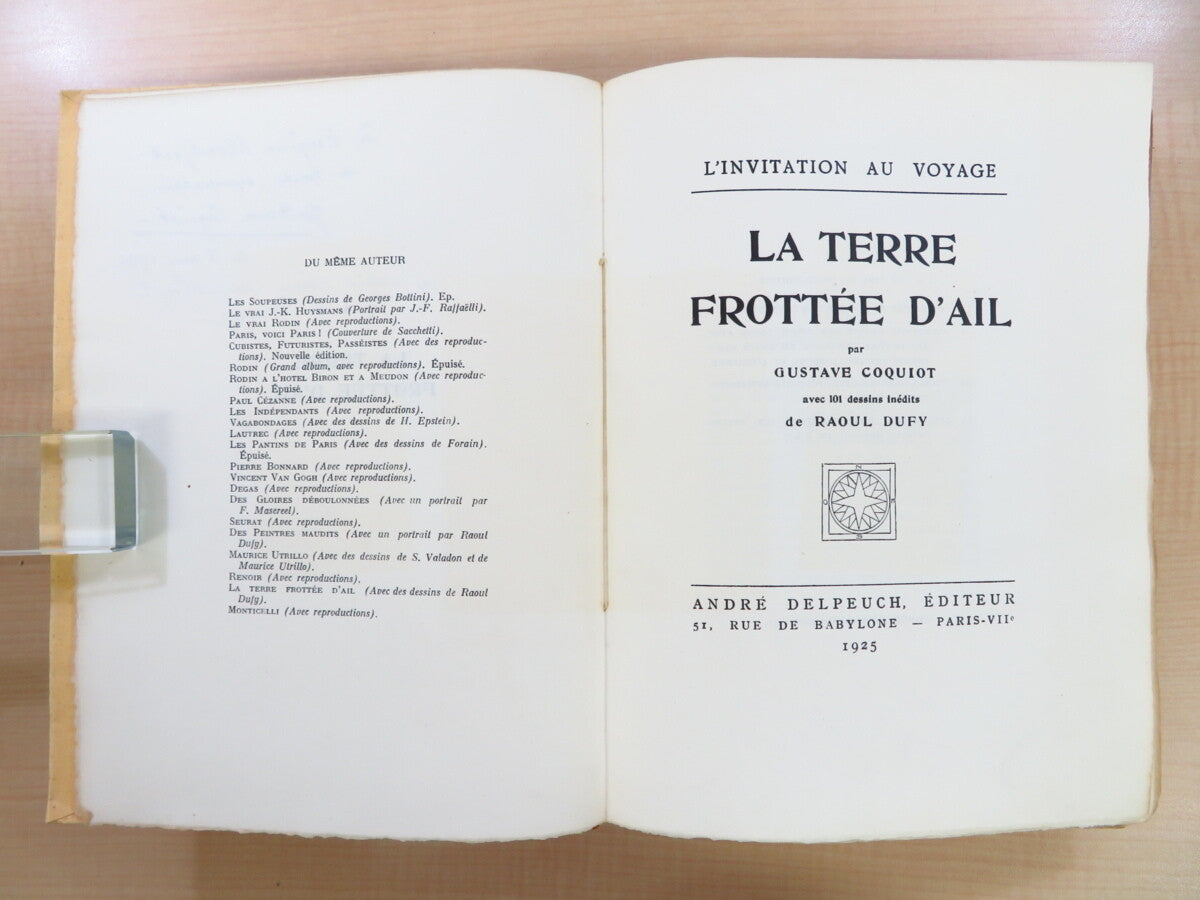 DU MÊME AUTEUR
LES SOUPEUSES (Dessins de Georges Bottini). Ep.
LE VRAI J.-K. HUYSMANS (Portrait par J.-F. Raffaëlli).
LE VRAI RODIN (Avec reproductions).
PARIS, VOICI PARIS! (Couverture de Sacchetti).
CUBISTES, FUTURISTES, PASSÉISTES (Avec des reproduc-
tions). Nouvelle édition.
RODIN (Grand album, avec reproductions). Épuisé.
RODIN A L'HOTEL BIRON ET A MEUDON (Avec reproduc-
tions). Épuisé.
PAUL CÉZANNE (Avec reproductions).
LES INDÉPENDANTS (Avec reproductions).
VAGABONDAGES (Avec des dessins de H. Epstein).
LAUTREC (Avec reproductions).
LES PANTINS DE PARIS (Avec des dessins de Forain).
Épuisé.
PIERRE BONNARD (Avec reproductions).
VINCENT VAN GOGH (Avec reproductions).
DEGAS (Avec reproductions).
DES GLOIRES DÉBOULONNÉES (Avec un portrait par
F. Masereel).
SEURAT (Avec reproductions).
DES PEINTRES MAUDITS (Avec un portrait par Raoul
Dufy).
MAURICE UTRILLO (Avec des dessins de S. Valadon et de
Maurice Utrillo).
RENOIR (Avec reproductions).
LA TERRE FROTTÉE D'AIL (Avec des dessins de Raoul
Dufy).
MONTICELLI (Avec reproductions).
L'INVITATION AU VOYAGE
LA TERRE
FROTTÉE D'AIL
par
GUSTAVE COQUIOT
avec 101 dessins inédits
de RAOUL DUFY
N
O E
S
ANDRÉ DELPEUCH, ÉDITEUR
51, RUE DE BABYLONE — PARIS-VIIe
1925